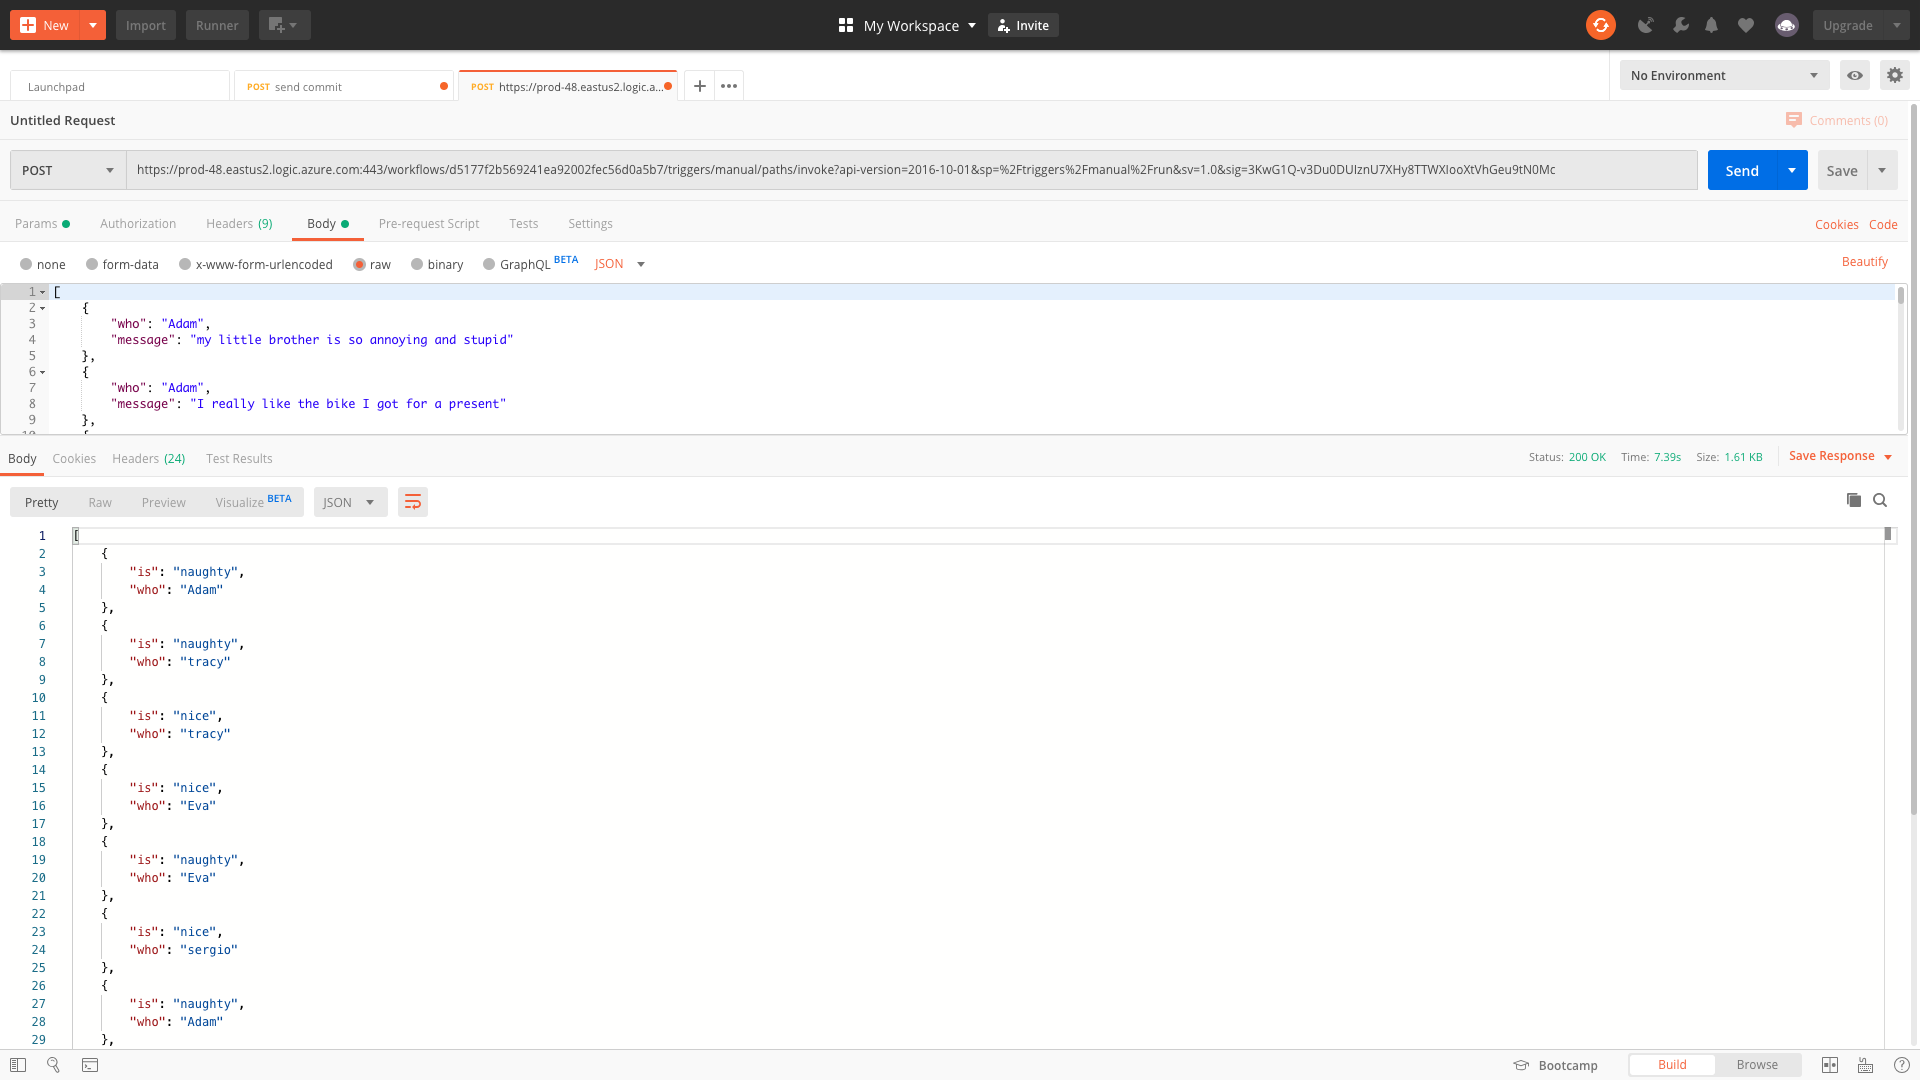 New
Import
Runner
My Workspace
Invite
Upgrade
Launchpad
POST send commit
POST https://prod-48.eastus2.logic.a...
No Environment
Untitled Request
Comments (0)
POST
https://prod-48.eastus2.logic.azure.com:443/workflows/d5177f2b569241ea92002fec56d0a5b7/triggers/manual/paths/invoke?api-version=2016-10-01&sp=%2Ftriggers%2Fmanual%2Frun&sv=1.0&sig=3KwG1Q-v3Du0DUIznU7XHy8TTWXIooXtVhGeu9tN0Mc
Send
Save
Params
Authorization
Headers (9)
Body
Pre-request Script
Tests
Settings
Cookies
Code
none
form-data
x-www-form-urlencoded
raw
binary
GraphQL BETA
JSON
Beautify
1 [
2 {
3 "who": "Adam",
4 "message": "my little brother is so annoying and stupid"
5 },
6 {
7 "who": "Adam",
8 "message": "I really like the bike I got for a present"
9 },
Body
Cookies
Headers (24)
Test Results
Status: 200 OK
Time: 7.39s
Size: 1.61 KB
Save Response
Pretty
Raw
Preview
Visualize BETA
JSON
1 [
2 {
3 "is": "naughty",
4 "who": "Adam"
5 },
6 {
7 "is": "naughty",
8 "who": "tracy"
9 },
10 {
11 "is": "nice",
12 "who": "tracy"
13 },
14 {
15 "is": "nice",
16 "who": "Eva"
17 },
18 {
19 "is": "naughty",
20 "who": "Eva"
21 },
22 {
23 "is": "nice",
24 "who": "sergio"
25 },
26 {
27 "is": "naughty",
28 "who": "Adam"
29 },
Bootcamp
Build
Browse